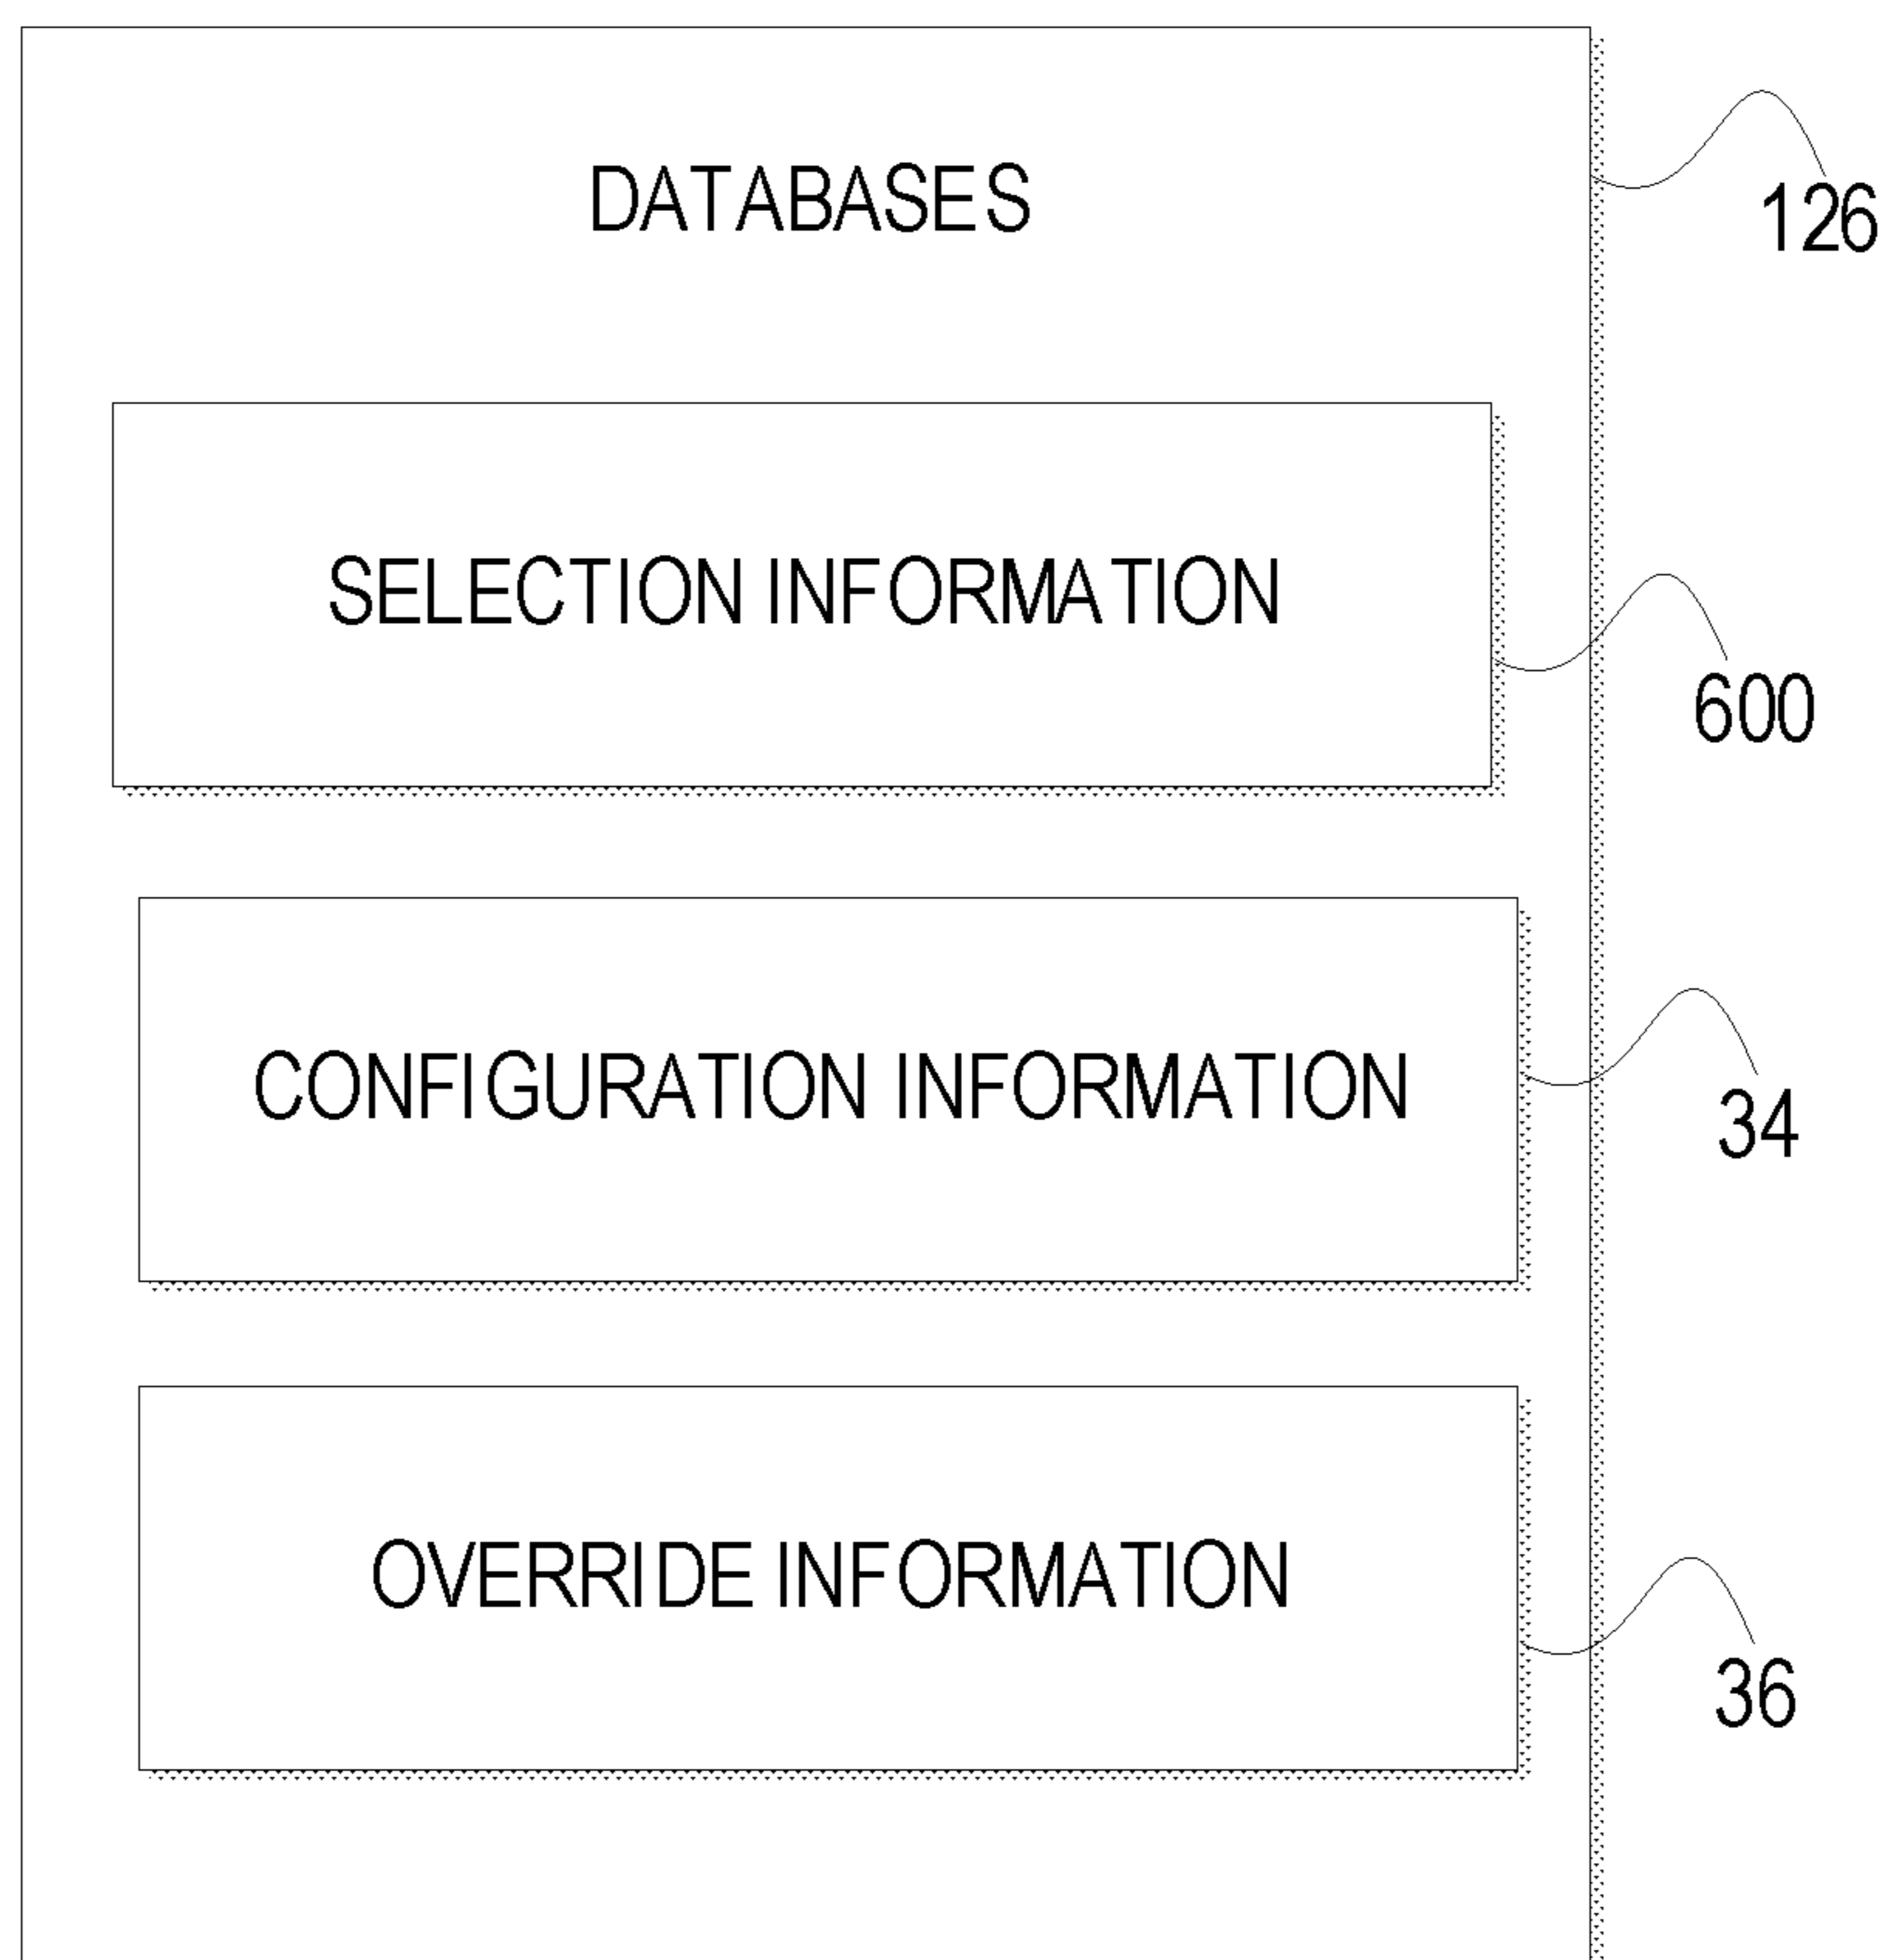 DATABASES
126
SELECTION INFORMATION
600
CONFIGURATION INFORMATION
34
OVERRIDE INFORMATION
36